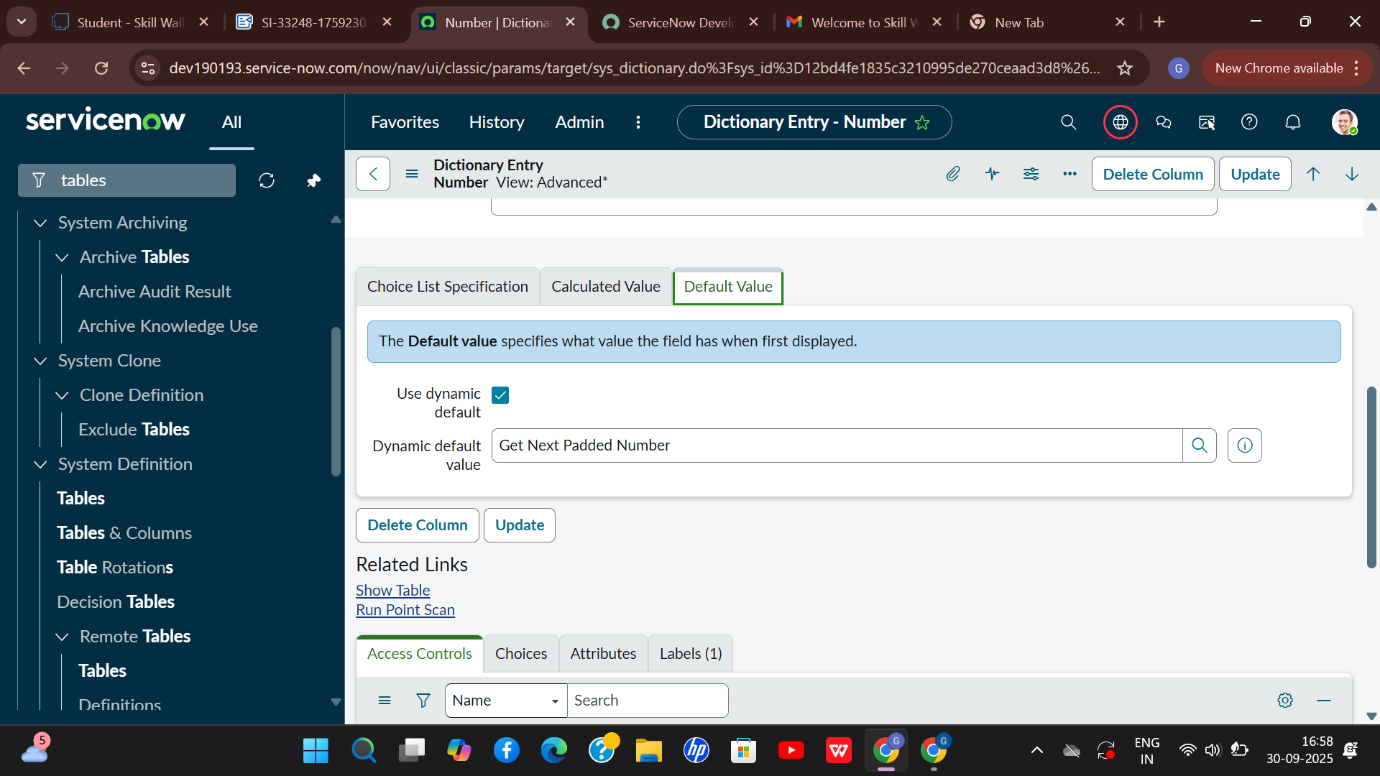 Student - Skill Wall
SI-33248-1759230
Number | Dictiona
ServiceNow Devel
Welcome to Skill W
New Tab
dev190193.service-now.com/now/nav/ui/classic/params/target/sys_dictionary.do%3Fsys_id%3D12bd4fe1835c3210995de270ceaad3d8%26...
G
New Chrome available
servicenow
All
Favorites
History
Admin
Dictionary Entry - Number
tables
Dictionary Entry
Number View: Advanced*
Delete Column
Update
System Archiving
Archive Tables
Archive Audit Result
Archive Knowledge Use
System Clone
Clone Definition
Exclude Tables
System Definition
Tables
Tables & Columns
Table Rotations
Decision Tables
Remote Tables
Tables
Definitions
Choice List Specification
Calculated Value
Default Value
The Default value specifies what value the field has when first displayed.
Use dynamic
default
Dynamic default
value
Get Next Padded Number
Delete Column
Update
Related Links
Show Table
Run Point Scan
Access Controls
Choices
Attributes
Labels (1)
Name
Search
5
hp
W
G
G
ENG
IN
16:58
30-09-2025